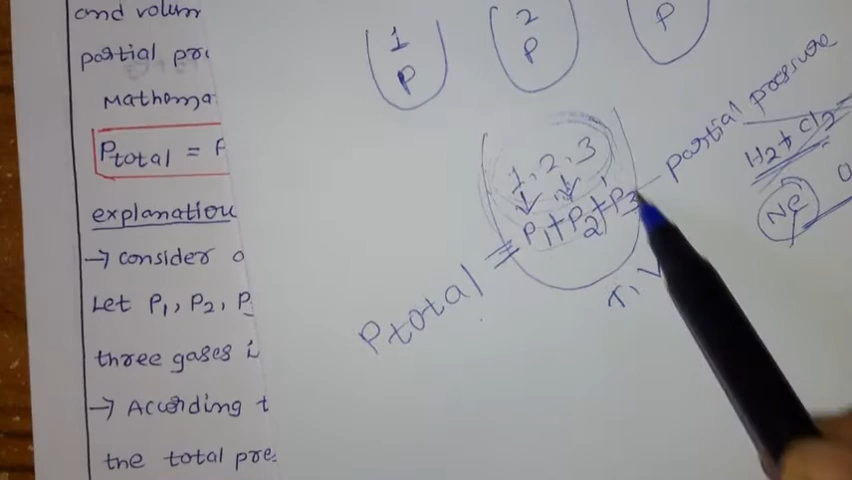 and volum
partial pr
Mathema
Ptotal = P
explanation
→ consider
Let P1, P2, P
three gases i
→ According t
the total pre
1
P
2
P
P
1, 2, 3
Ptotal = P1+P2+P3
partial pressure
H2+Cl2
Ne
T, V